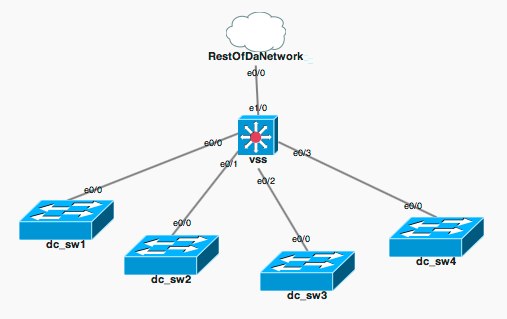 RestOfDaNetwork
e0/0
e1/0
e0/0
e0/1
vss
e0/3
e0/2
e0/0
dc_sw1
e0/0
dc_sw2
e0/0
dc_sw3
e0/0
dc_sw4